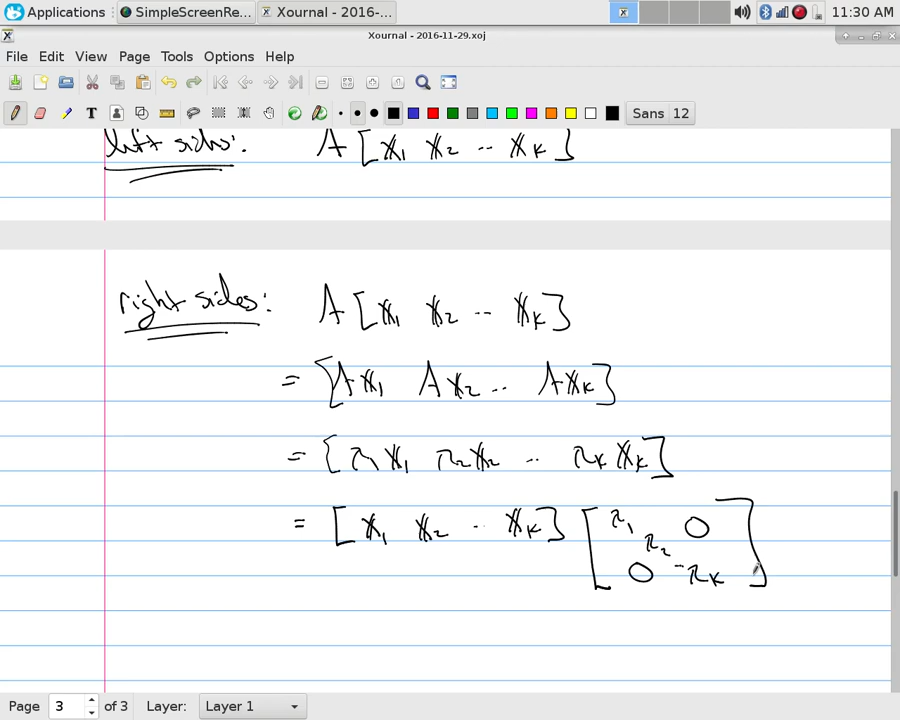 Applications SimpleScreenRe... Xournal - 2016-... 11:30 AM
Xournal - 2016-11-29.xoj
File Edit View Page Tools Options Help
T Sans 12
left sides: A [x₁ x₂ -- xₖ]
right sides: A [x₁ x₂ -- xₖ]
= [Ax₁ Ax₂ -- Axₖ]
= [λ₁x₁ λ₂x₂ -- λₖxₖ]
= [x₁ x₂ -- xₖ] [λ₁ 0
λ₂
0 -- λₖ]
Page 3 of 3 Layer: Layer 1